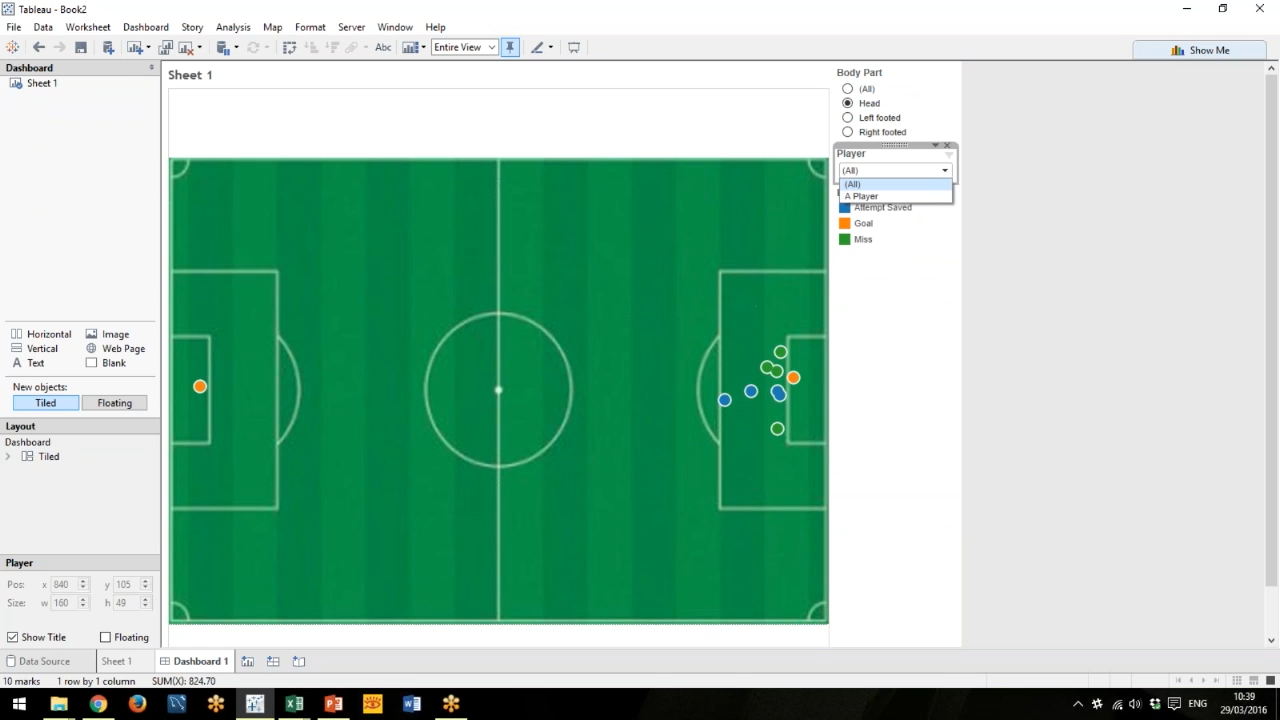 Tableau - Book2
File Data Worksheet Dashboard Story Analysis Map Format Server Window Help
Abc Entire View Show Me
Dashboard
Sheet 1
Horizontal Image
Vertical Web Page
A Text Blank
New objects:
Tiled Floating
Layout
Dashboard
Tiled
Player
Pos: x 840 y 105
Size: w 160 h 49
Show Title Floating
Sheet 1
Body Part
(All)
Head
Left footed
Right footed
Player
(All)
(All)
A Player
Attempt Saved
Goal
Miss
Data Source Sheet 1 Dashboard 1
10 marks 1 row by 1 column SUM(X): 824.70
ENG
10:39
29/03/2016